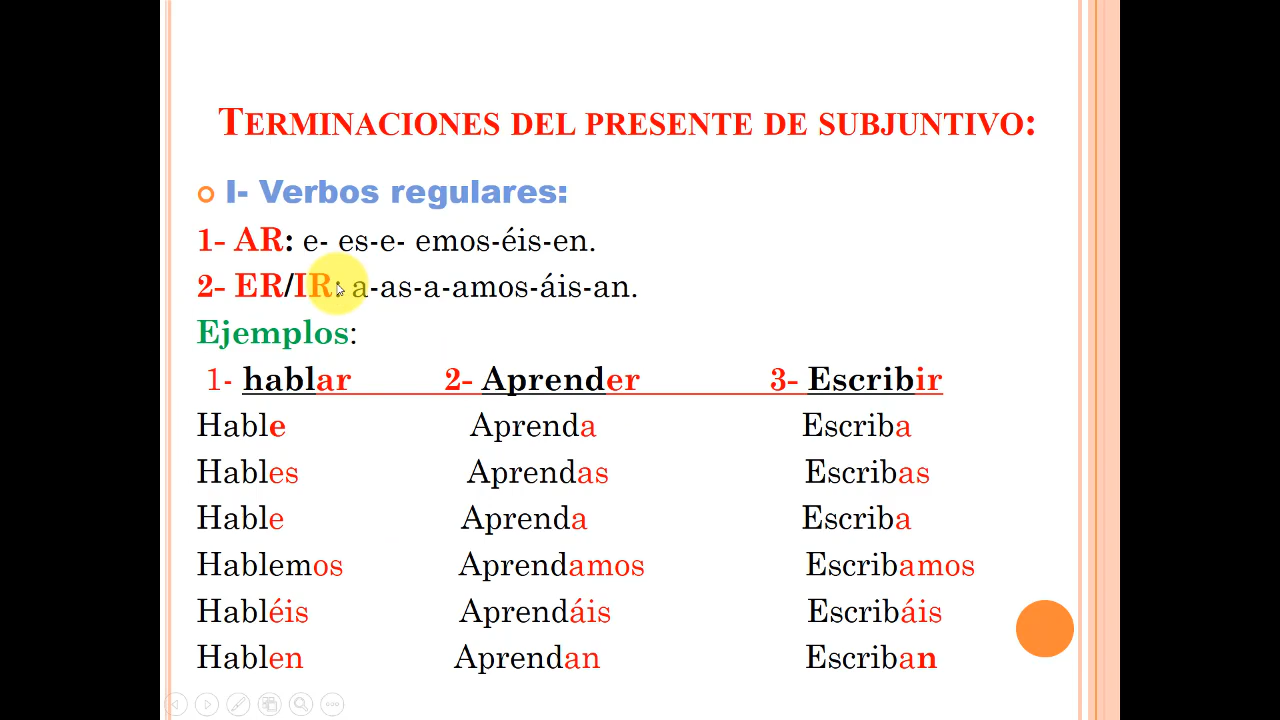 TERMINACIONES DEL PRESENTE DE SUBJUNTIVO:
I- Verbos regulares:
1- AR: e- es-e- emos-éis-en.
2- ER/IR: a-as-a-amos-áis-an.
Ejemplos:
1- hablar 2- Aprender 3- Escribir
Hable Aprenda Escriba
Hables Aprendas Escribas
Hable Aprenda Escriba
Hablemos Aprendamos Escribamos
Habléis Aprendáis Escribáis
Hablen Aprendan Escriban